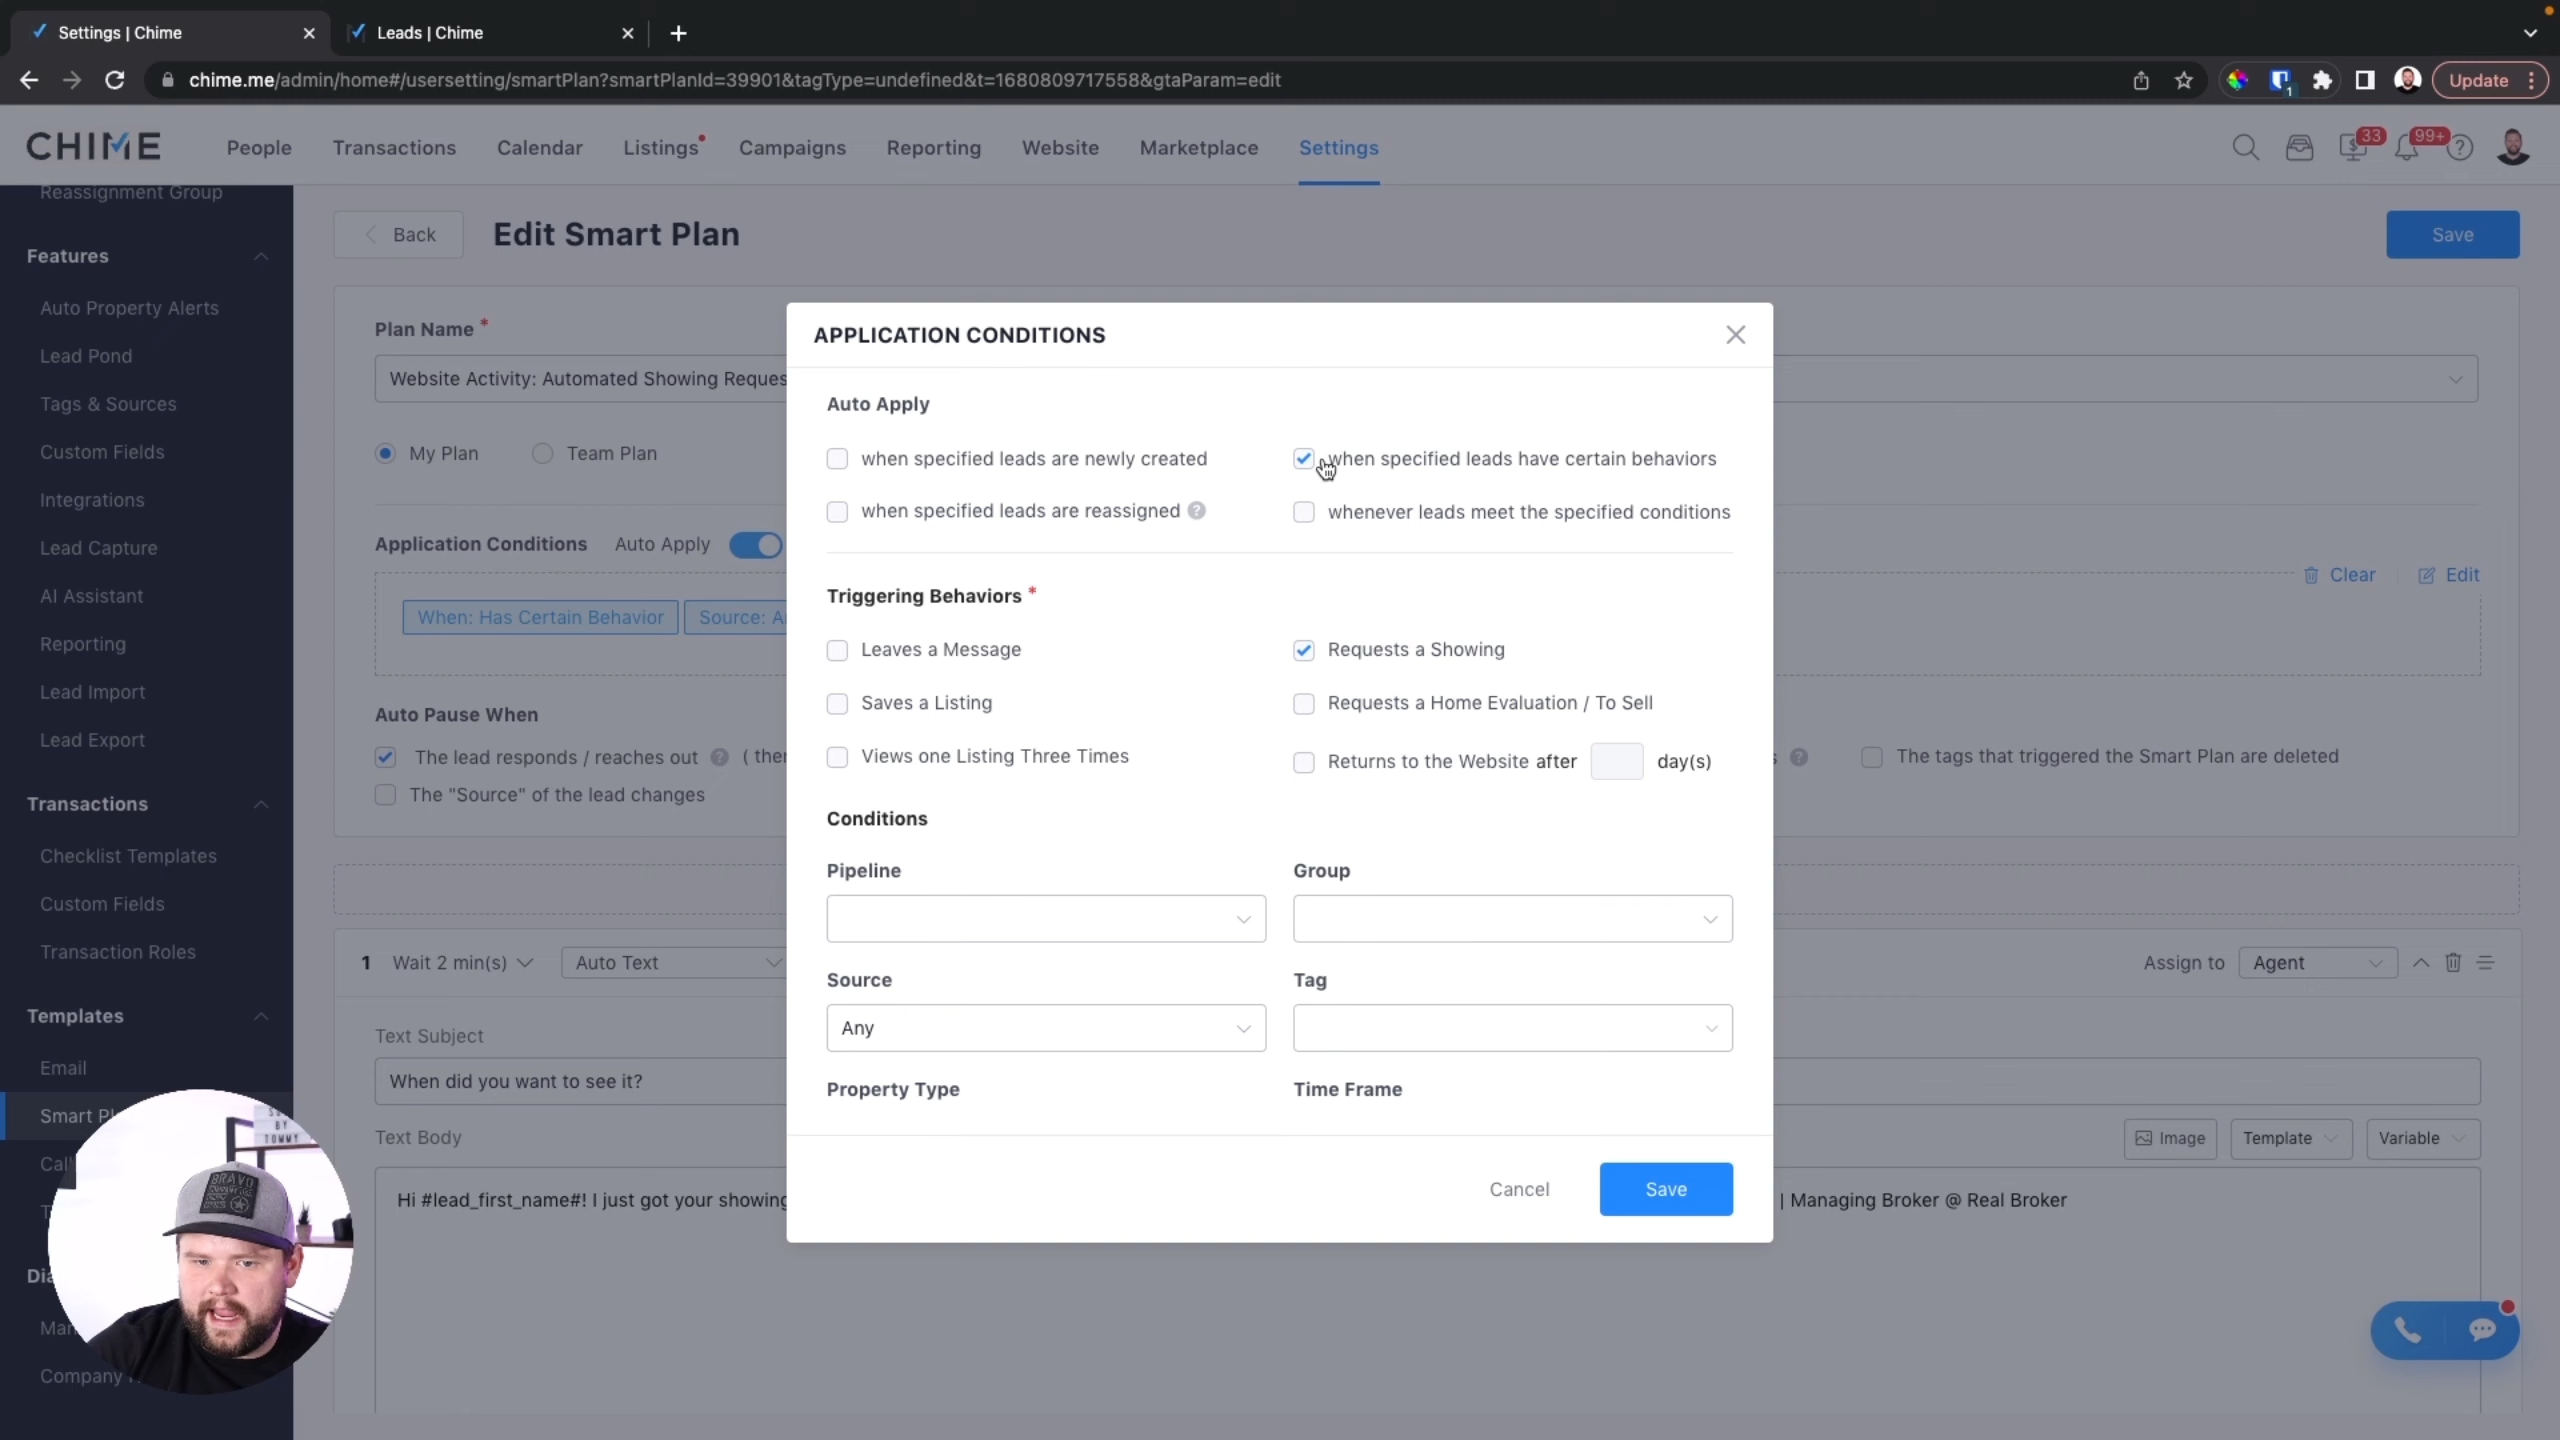 Settings | Chime
Leads | Chime
chime.me/admin/home#/usersetting/smartPlan?smartPlanId=39901&tagType=undefined&t=1680809717558&gtaParam=edit
1
Update
CHIME
People
Transactions
Calendar
Listings
Campaigns
Reporting
Website
Marketplace
Settings
33
99+
Reassignment Group
Features
Auto Property Alerts
Lead Pond
Tags & Sources
Custom Fields
Integrations
Lead Capture
AI Assistant
Reporting
Lead Import
Lead Export
Transactions
Checklist Templates
Custom Fields
Transaction Roles
Templates
Email
Smart
Company
Back
Edit Smart Plan
Save
Plan Name *
Website Activity: Automated Showing
My Plan
Team Plan
Application Conditions
Auto Apply
Clear
Edit
When: Has Certain Behavior
Source:
Auto Pause When
The lead responds / reaches out ?
The tags that triggered the Smart Plan are deleted
The "Source" of the lead changes
1
Wait 2 min(s)
Auto Text
Assign to
Agent
Text Subject
When did you want to see it?
Text Body
Image
Template
Variable
Hi #lead_first_name#! I just got your showing
| Managing Broker @ Real Broker
APPLICATION CONDITIONS
Auto Apply
when specified leads are newly created
when specified leads have certain behaviors
when specified leads are reassigned ?
whenever leads meet the specified conditions
Triggering Behaviors *
Leaves a Message
Requests a Showing
Saves a Listing
Requests a Home Evaluation / To Sell
Views one Listing Three Times
Returns to the Website after day(s)
Conditions
Pipeline
Group
Source
Tag
Any
Property Type
Time Frame
Cancel
Save
BY
TOMMY
BRAVO